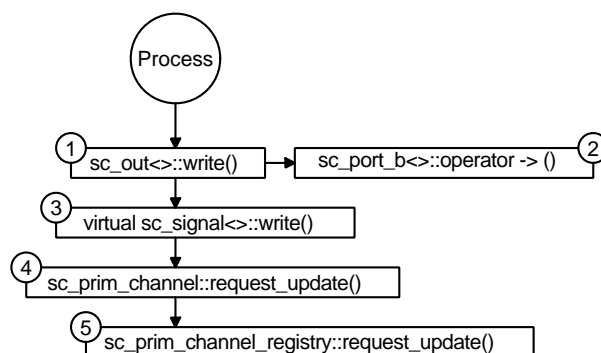 Process
1
sc_out<>::write()
2
sc_port_b<>::operator -> ()
3
virtual sc_signal<>::write()
4
sc_prim_channel::request_update()
5
sc_prim_channel_registry::request_update()